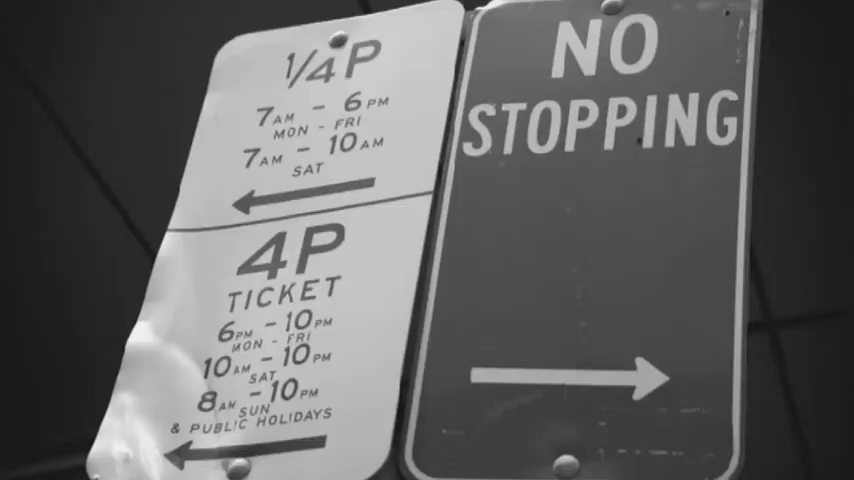 1/4 P
7AM - 6PM
MON - FRI
7AM - 10AM
SAT
4P
TICKET
6PM - 10PM
MON - FRI
10AM - 10PM
SAT
8AM - 10PM
SUN
& PUBLIC HOLIDAYS
NO
STOPPING